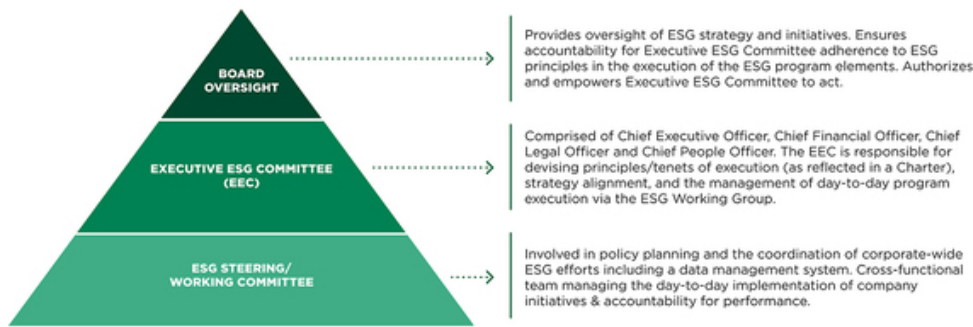 BOARD
OVERSIGHT
Provides oversight of ESG strategy and initiatives. Ensures
accountability for Executive ESG Committee adherence to ESG
principles in the execution of the ESG program elements. Authorizes
and empowers Executive ESG Committee to act.
EXECUTIVE ESG COMMITTEE
(EEC)
Comprised of Chief Executive Officer, Chief Financial Officer, Chief
Legal Officer and Chief People Officer. The EEC is responsible for
devising principles/tenets of execution (as reflected in a Charter),
strategy alignment, and the management of day-to-day program
execution via the ESG Working Group.
ESG STEERING/
WORKING COMMITTEE
Involved in policy planning and the coordination of corporate-wide
ESG efforts including a data management system. Cross-functional
team managing the day-to-day implementation of company
initiatives & accountability for performance.